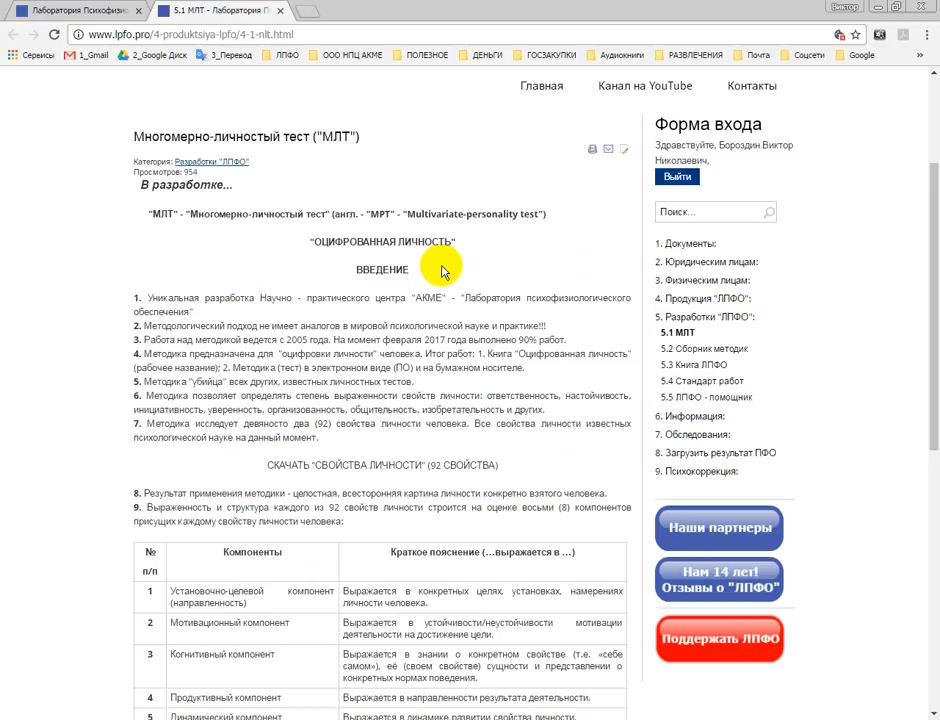 Лаборатория Психофизи
5.1 МЛТ - Лаборатория П
Виктор
www.lpfo.pro/4-produktsiya-lpfo/4-1-nlt.html
Сервисы 1_Gmail 2_Google Диск 3_Перевод ЛПФО ООО НПЦ АКМЕ ПОЛЕЗНОЕ ДЕНЬГИ ГОСЗАКУПКИ Аудиокниги РАЗВЛЕЧЕНИЯ Почта Соцсети Google »
Главная Канал на YouTube Контакты
Многомерно-личностый тест ("МЛТ")
Категория: Разработки "ЛПФО"
Просмотров: 954
В разработке...
"МЛТ" - "Многомерно-личностый тест" (англ. - "MPT" - "Multivariate-personality test")
"ОЦИФРОВАННАЯ ЛИЧНОСТЬ"
ВВЕДЕНИЕ
1. Уникальная разработка Научно - практического центра "АКМЕ" - "Лаборатория психофизиологического
обеспечения"
2. Методологический подход не имеет аналогов в мировой психологической науке и практике!!!
3. Работа над методикой ведется с 2005 года. На момент февраля 2017 года выполнено 90% работ.
4. Методика предназначена для "оцифровки личности" человека. Итог работ: 1. Книга "Оцифрованная личность"
(рабочее название); 2. Методика (тест) в электронном виде (ПО) и на бумажном носителе.
5. Методика "убийца" всех других, известных личностных тестов.
6. Методика позволяет определять степень выраженности свойств личности: ответственность, настойчивость,
инициативность, уверенность, организованность, общительность, изобретательность и других.
7. Методика исследует девяносто два (92) свойства личности человека. Все свойства личности известных
психологической науке на данный момент.
СКАЧАТЬ "СВОЙСТВА ЛИЧНОСТИ" (92 СВОЙСТВА)
8. Результат применения методики - целостная, всесторонняя картина личности конкретно взятого человека.
9. Выраженность и структура каждого из 92 свойств личности строится на оценке восьми (8) компонентов
присущих каждому свойству личности человека:
№ п/п Компоненты Краткое пояснение (...выражается в ...)
1 Установочно-целевой компонент (направленность) Выражается в конкретных целях, установках, намерениях
личности человека.
2 Мотивационный компонент Выражается в устойчивости/неустойчивости мотивации
деятельности на достижение цели.
3 Когнитивный компонент Выражается в знании о конкретном свойстве (т.е. «себе
самом»), её (своем свойстве) сущности и представлении о
конкретных нормах поведения.
4 Продуктивный компонент Выражается в направленности результата деятельности.
5 Динамический компонент Выражается в динамике развитии свойства личности.
Форма входа
Здравствуйте, Бороздин Виктор
Николаевич,
Выйти
Поиск...
1. Документы:
2. Юридическим лицам:
3. Физическим лицам:
4. Продукция "ЛПФО":
5. Разработки "ЛПФО":
5.1 МЛТ
5.2 Сборник методик
5.3 Книга ЛПФО
5.4 Стандарт работ
5.5 ЛПФО - помощник
6. Информация:
7. Обследования:
8. Загрузить результат ПФО
9. Психокоррекция:
Наши партнеры
Нам 14 лет!
Отзывы о "ЛПФО"
Поддержать ЛПФО